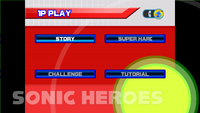 1P PLAY
STORY
SUPER HARD
CHALLENGE
TUTORIAL
SONIC HEROES